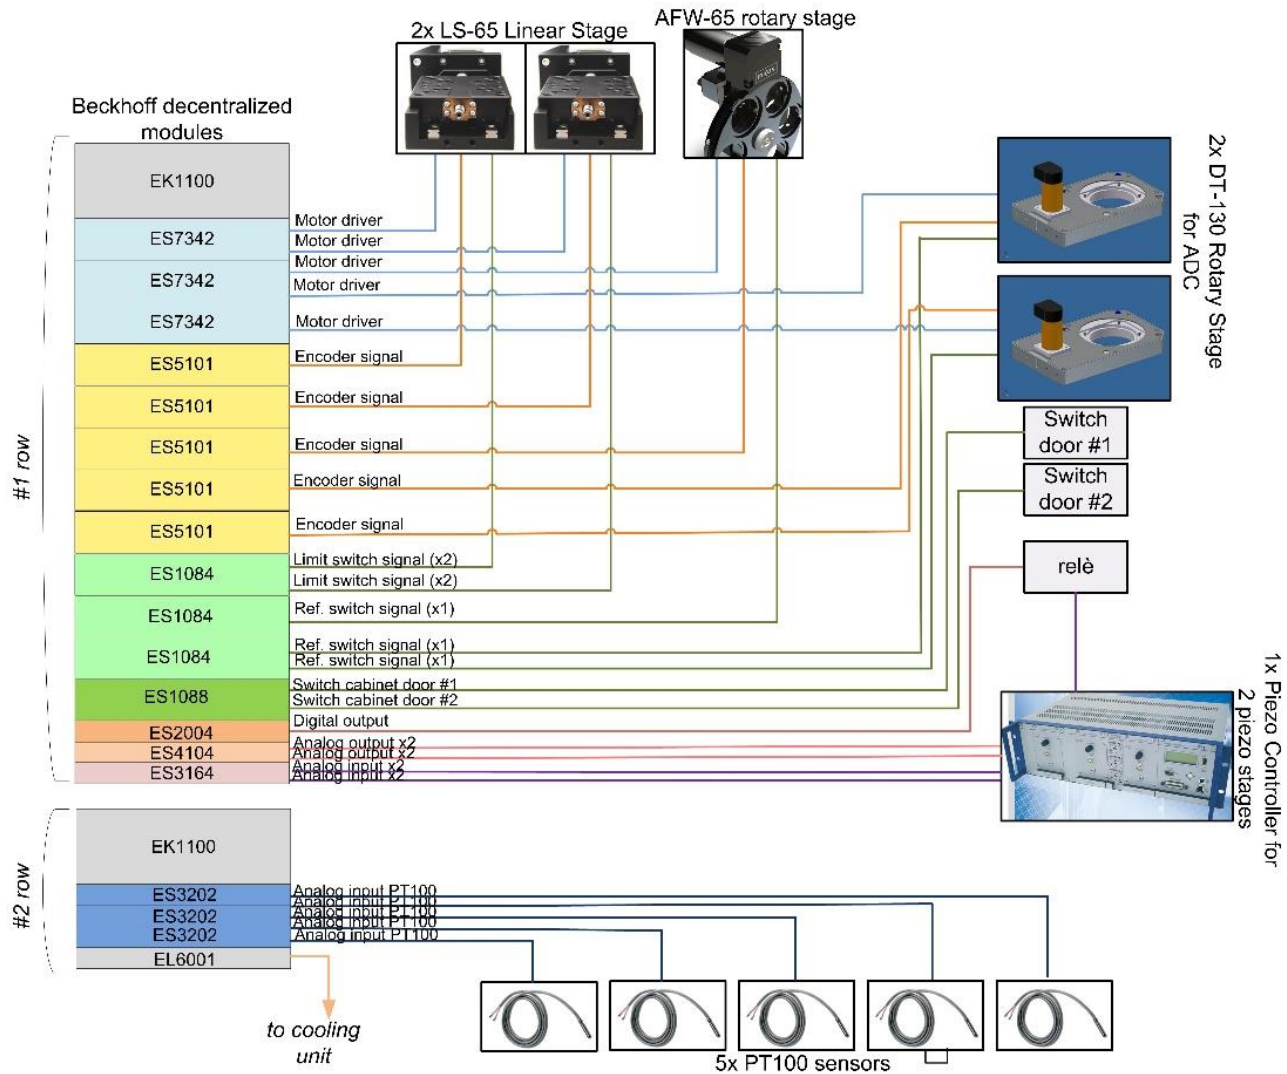 2x LS-65 Linear Stage
AFW-65 rotary stage
Beckhoff decentralized
modules
#1 row
EK1100
ES7342
ES7342
ES7342
ES5101
ES5101
ES5101
ES5101
ES5101
ES1084
ES1084
ES1084
ES1088
ES2004
ES4104
ES3164
Motor driver
Motor driver
Motor driver
Motor driver
Motor driver
Encoder signal
Encoder signal
Encoder signal
Encoder signal
Encoder signal
Limit switch signal (x2)
Limit switch signal (x2)
Ref. switch signal (x1)
Ref. switch signal (x1)
Ref. switch signal (x1)
Switch cabinet door #1
Switch cabinet door #2
Digital output
Analog output x2
Analog output x2
Analog input x2
Analog input x2
2x DT-130 Rotary Stage
for ADC
Switch
door #1
Switch
door #2
relè
1x Piezo Controller for
2 piezo stages
#2 row
EK1100
ES3202
ES3202
ES3202
EL6001
Analog input PT100
Analog input PT100
Analog input PT100
Analog input PT100
Analog input PT100
to cooling
unit
5x PT100 sensors